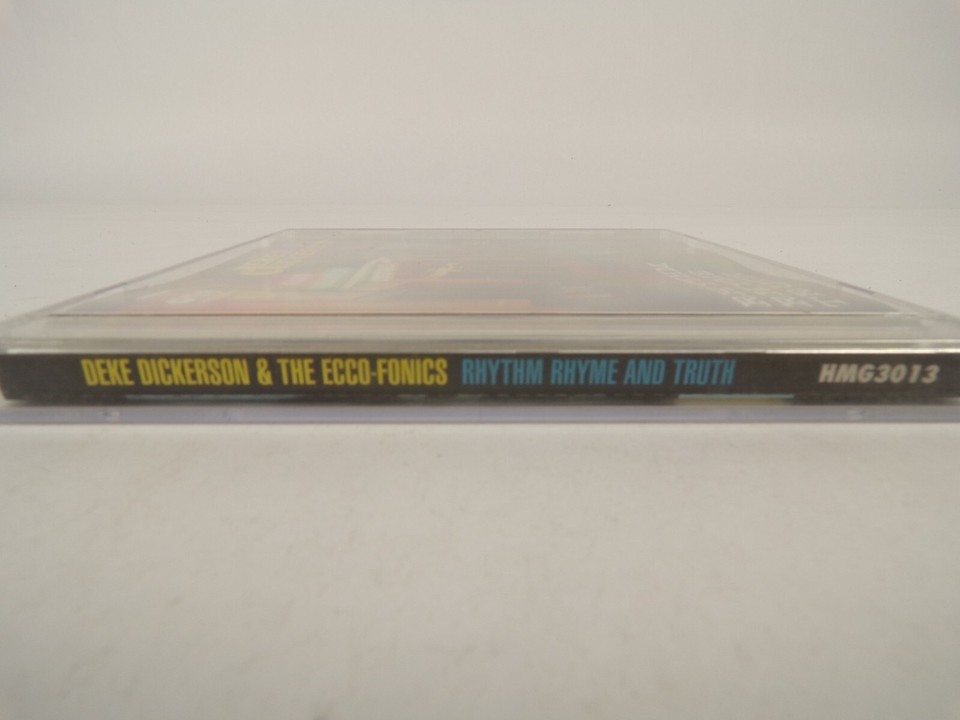 DEKE DICKERSON & THE ECCO-FONICS RHYTHM RHYME AND TRUTH HMG3013